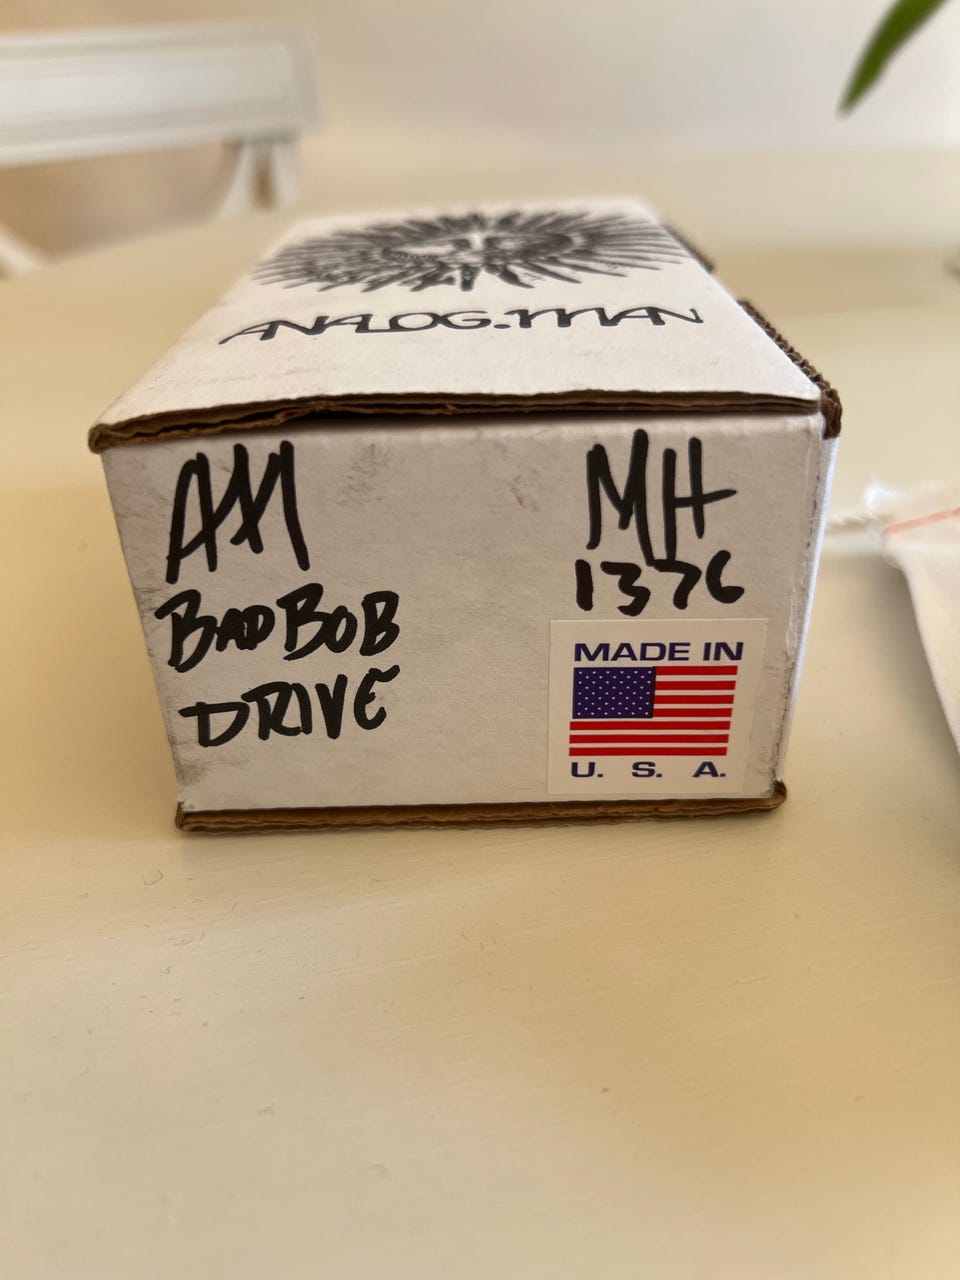 ANALOG.MAN
AM
BAD BOB
DRIVE
MH
1376
MADE IN
U. S. A.